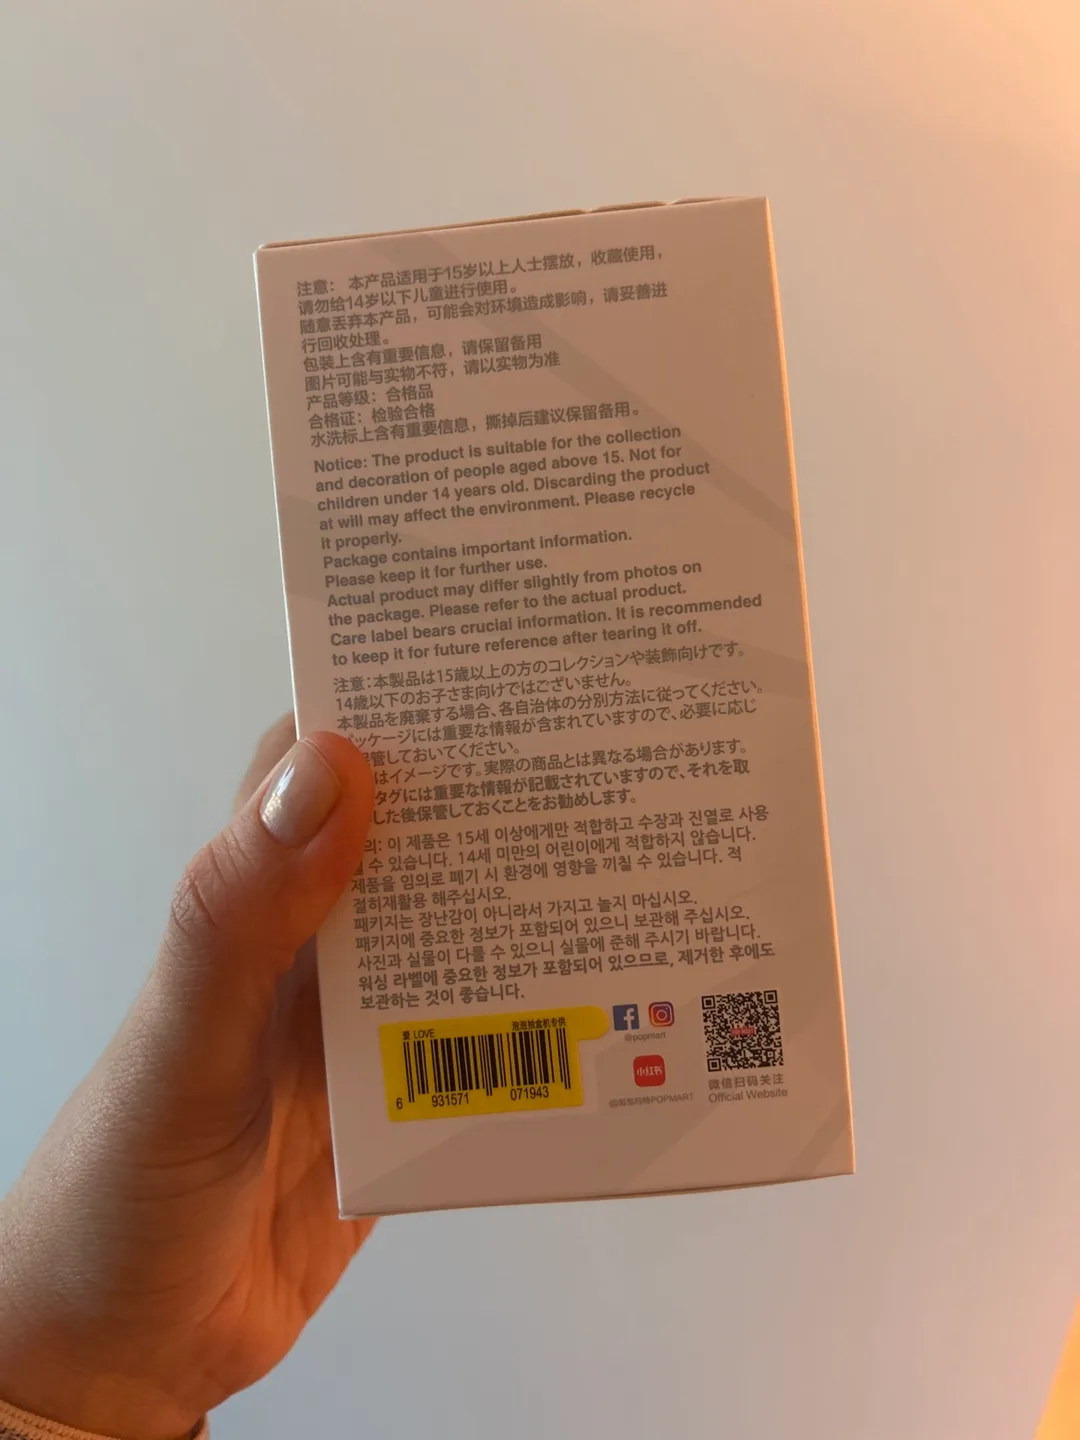 注意： 本产品适用于15岁以上人士摆放，收藏使用，
请勿给14岁以下儿童进行使用。
随意丢弃本产品，可能会对环境造成影响，请妥善进
行回收处理。
包装上含有重要信息，请保留备用
图片可能与实物不符，请以实物为准
产品等级：合格品
合格证：检验合格
水洗标上含有重要信息，撕掉后建议保留备用。
Notice: The product is suitable for the collection
and decoration of people aged above 15. Not for
children under 14 years old. Discarding the product
at will may affect the environment. Please recycle
it properly.
Package contains important information.
Please keep it for further use.
Actual product may differ slightly from photos on
the package. Please refer to the actual product.
Care label bears crucial information. It is recommended
to keep it for future reference after tearing it off.
注意：本製品は15歳以上の方のコレクションや装飾向けです。
14歳以下のお子さま向けではございません。
本製品を廃棄する場合、各自治体の分別方法に従ってください。
パッケージには重要な情報が含まれていますので、必要に応じ
保管しておいてください。
はイメージです。実際の商品とは異なる場合があります。
タグには重要な情報が記載されていますので、それを取
した後保管しておくことをお勧めします。
의: 이 제품은 15세 이상에게만 적합하고 수장과 진열로 사용
될 수 있습니다. 14세 미만의 어린이에게 적합하지 않습니다.
제품을 임의로 폐기 시 환경에 영향을 끼칠 수 있습니다. 적
절히재활용 해주십시오.
패키지는 장난감이 아니라서 가지고 놀지 마십시오.
패키지에 중요한 정보가 포함되어 있으니 보관해 주십시오.
사진과 실물이 다를 수 있으니 실물에 준해 주시기 바랍니다.
워싱 라벨에 중요한 정보가 포함되어 있으므로, 제거한 후에도
보관하는 것이 좋습니다.
爱 LOVE 泡泡抽盒机专供
6 931571 071943
@popmart
小红书
@泡泡玛特POPMART
微信扫码关注
Official Website